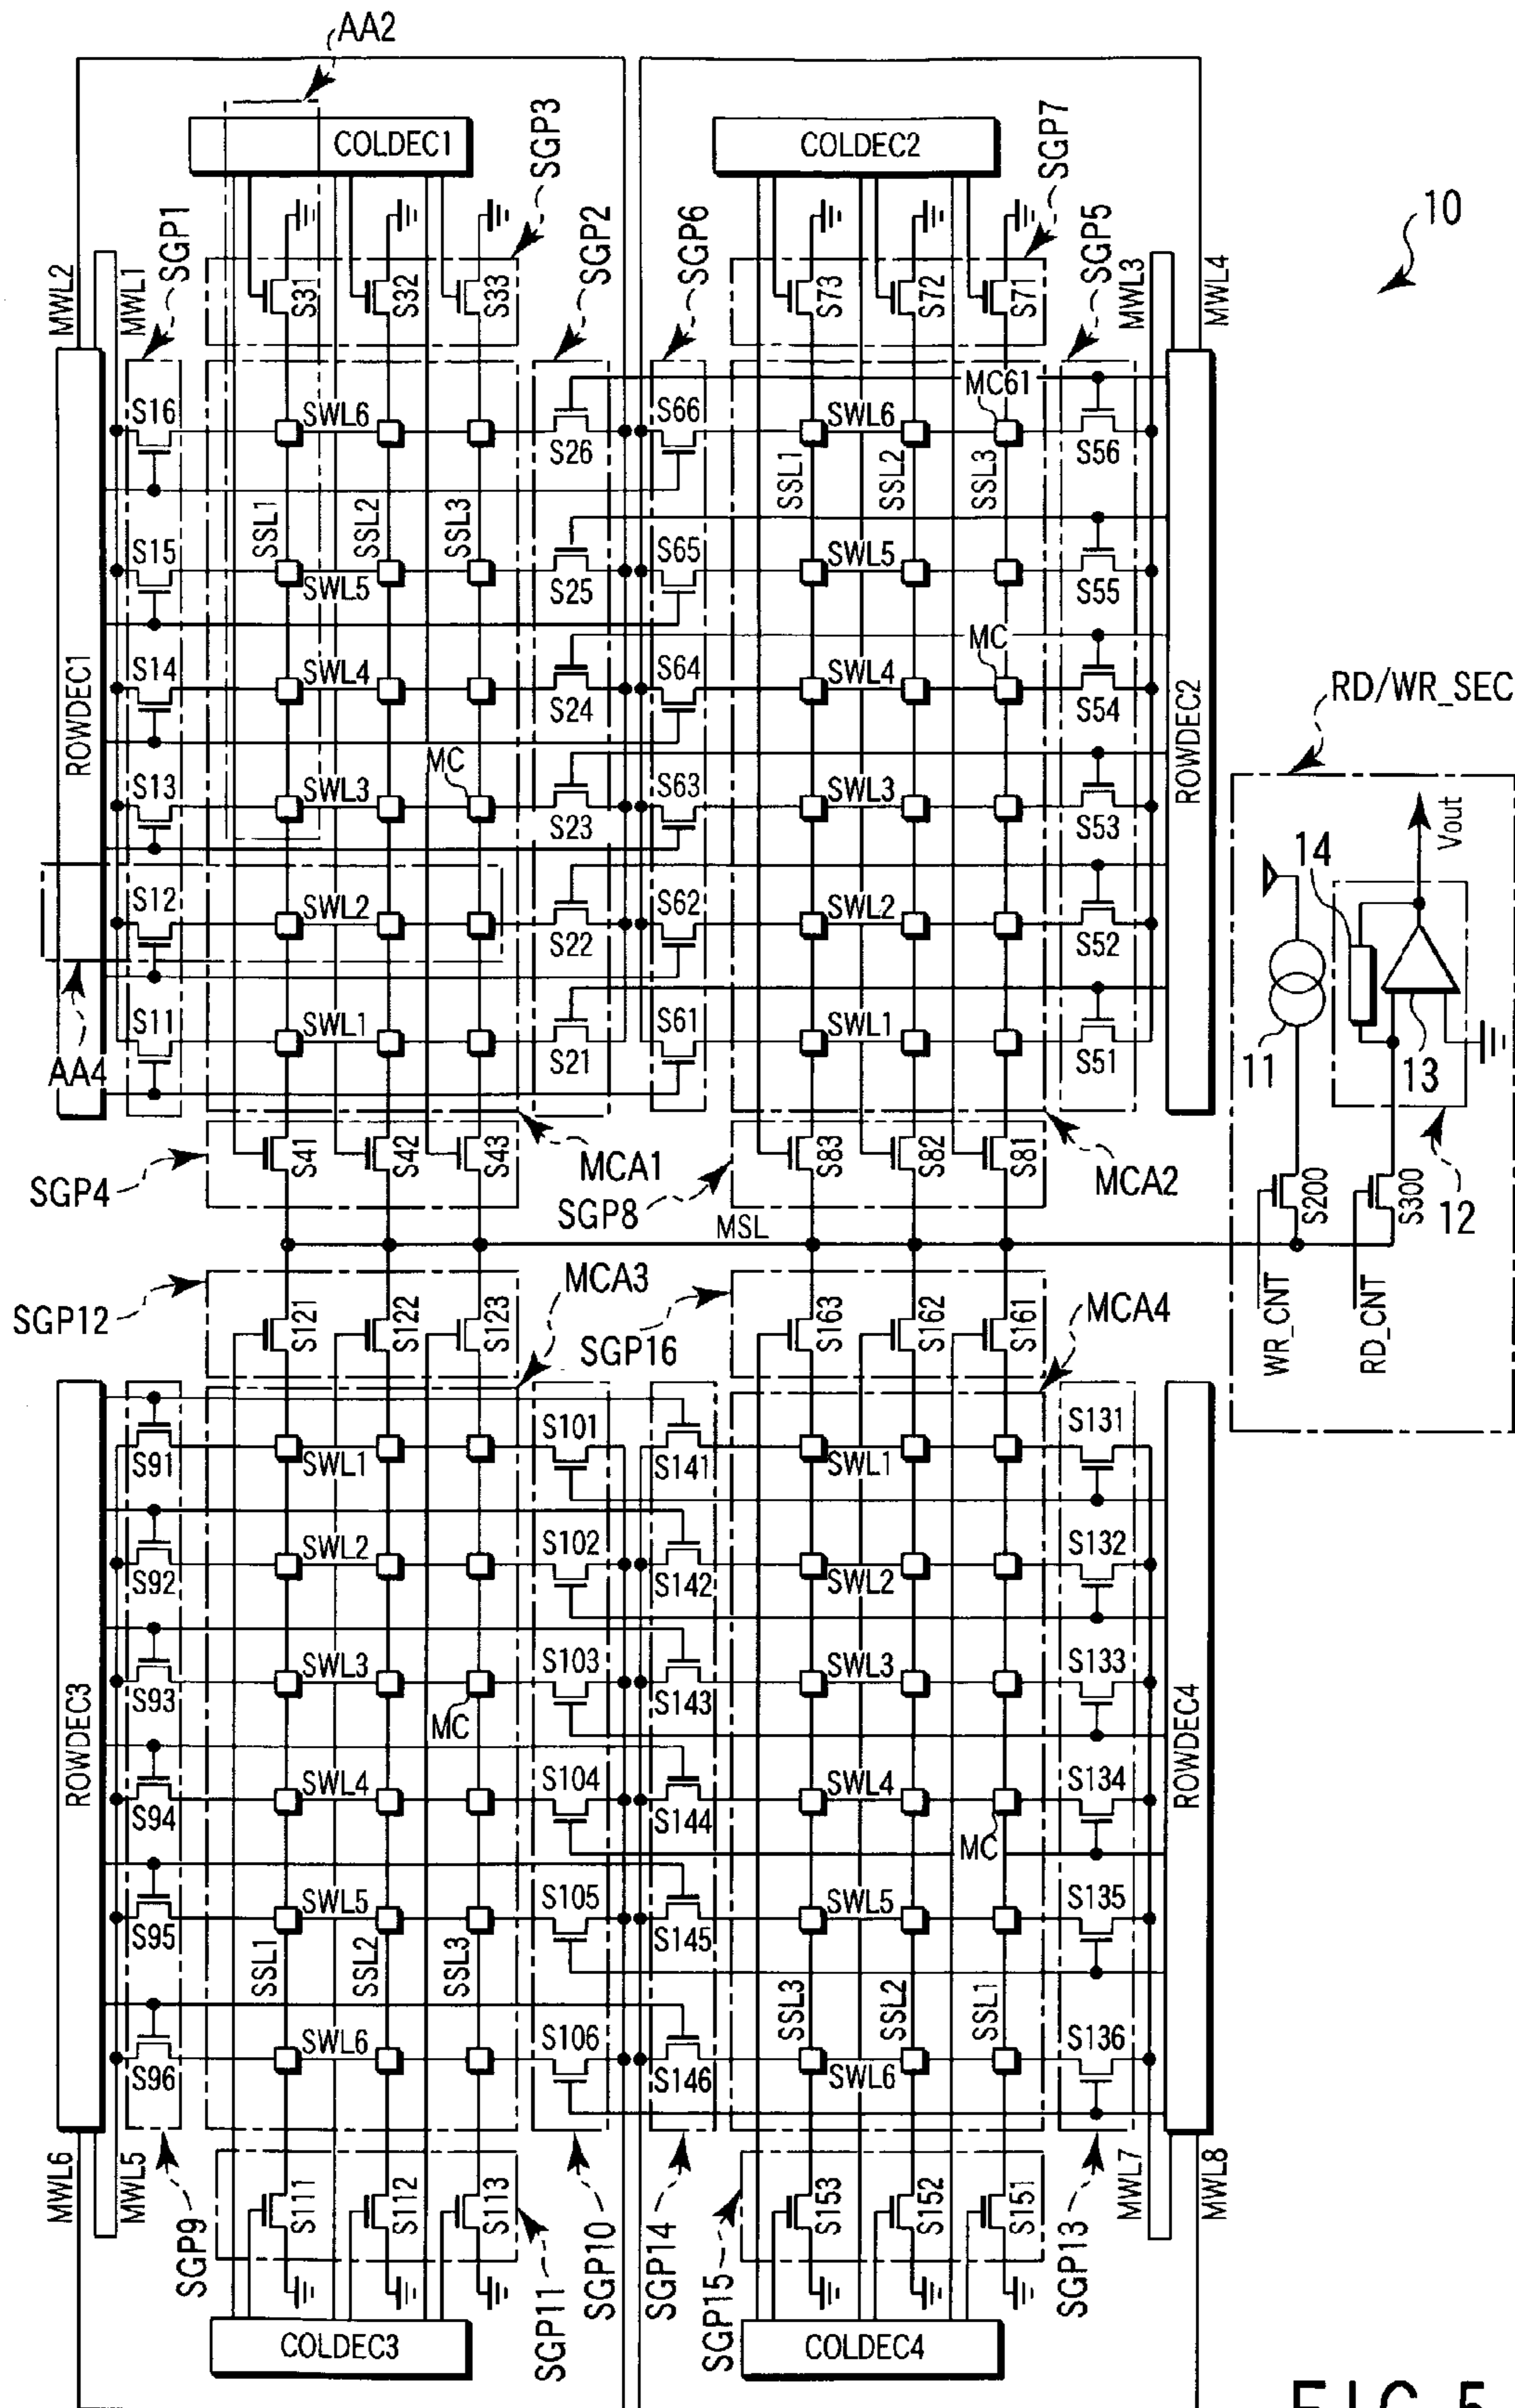 AA2
COLDEC1
COLDEC2
SGP3
SGP7
SGP1
SGP2
SGP6
SGP5
10
MWL2
MWL1
MWL3
MWL4
S31
S32
S33
S73
S72
S71
MC61
S16
SWL6
S26
S66
SWL6
S56
SSL1
SSL2
SSL3
SSL1
SSL2
SSL3
S15
SWL5
S25
S65
SWL5
S55
ROWDEC1
MC
S14
SWL4
S24
S64
SWL4
S54
ROWDEC2
RD/WR_SEC
MC
S13
SWL3
S23
S63
SWL3
S53
Vout
14
S12
SWL2
S22
S62
SWL2
S52
AA4
S11
SWL1
S21
S61
SWL1
S51
11
13
SGP4
S41
S42
S43
MCA1
SGP8
S83
S82
S81
MCA2
S200
S300
12
MSL
SGP12
MCA3
WR_CNT
RD_CNT
S121
S122
S123
SGP16
S163
S162
S161
MCA4
S91
SWL1
S101
S141
SWL1
S131
S92
SWL2
S102
S142
SWL2
S132
ROWDEC3
S93
SWL3
S103
S143
SWL3
S133
ROWDEC4
MC
S94
SWL4
S104
S144
SWL4
S134
MC
S95
SWL5
S105
S145
SWL5
S135
SSL1
SSL2
SSL3
SSL3
SSL2
SSL1
S96
SWL6
S106
S146
SWL6
S136
MWL6
MWL5
MWL7
MWL8
SGP9
S111
S112
S113
SGP11
SGP10
SGP14
SGP15
S153
S152
S151
SGP13
COLDEC3
COLDEC4
FIG. 5